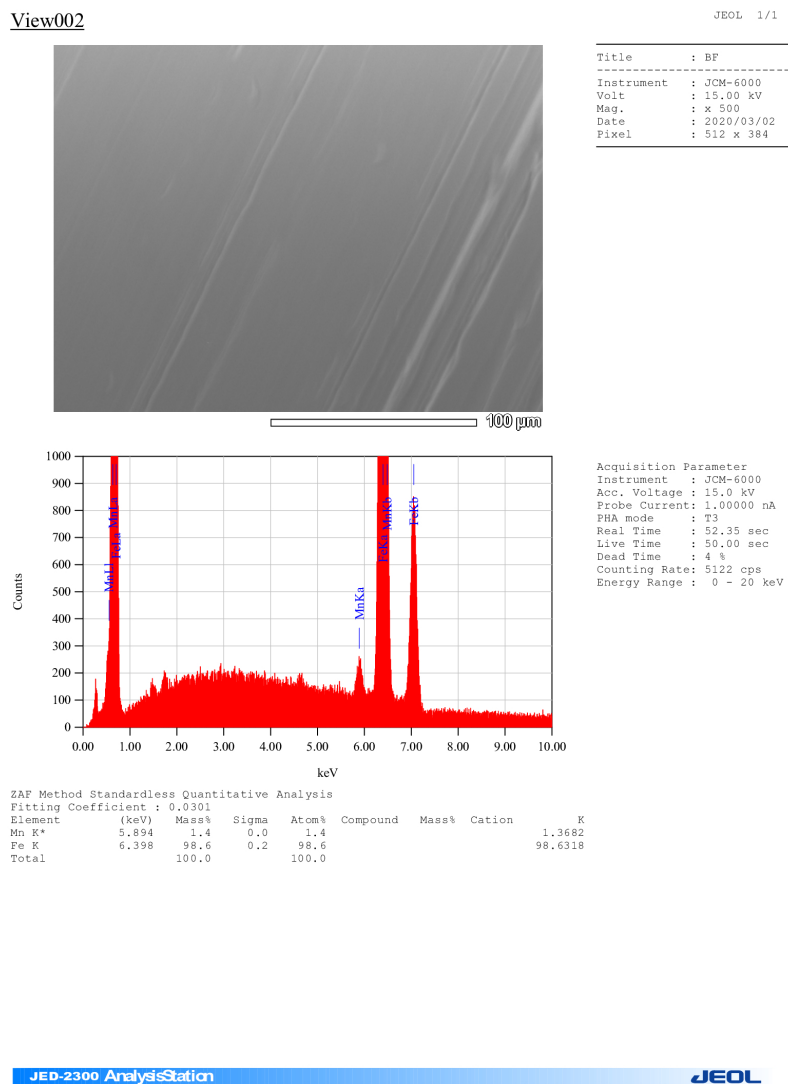 View002
JEOL 1/1
Title : BF
Instrument : JCM-6000
Volt : 15.00 kV
Mag. : x 500
Date : 2020/03/02
Pixel : 512 x 384
100 µm
1000
900
800
700
600
500
400
300
200
100
0
Counts
MnLl
MnLa
FeLa
MnKa
FeKa
MnKb
FeKb
0.00 1.00 2.00 3.00 4.00 5.00 6.00 7.00 8.00 9.00 10.00
keV
Acquisition Parameter
Instrument : JCM-6000
Acc. Voltage : 15.0 kV
Probe Current: 1.00000 nA
PHA mode : T3
Real Time : 52.35 sec
Live Time : 50.00 sec
Dead Time : 4 %
Counting Rate: 5122 cps
Energy Range : 0 - 20 keV
ZAF Method Standardless Quantitative Analysis
Fitting Coefficient : 0.0301
Element (keV) Mass% Sigma Atom% Compound Mass% Cation K
Mn K* 5.894 1.4 0.0 1.4 1.3682
Fe K 6.398 98.6 0.2 98.6 98.6318
Total 100.0 100.0
JED-2300 AnalysisStation
JEOL